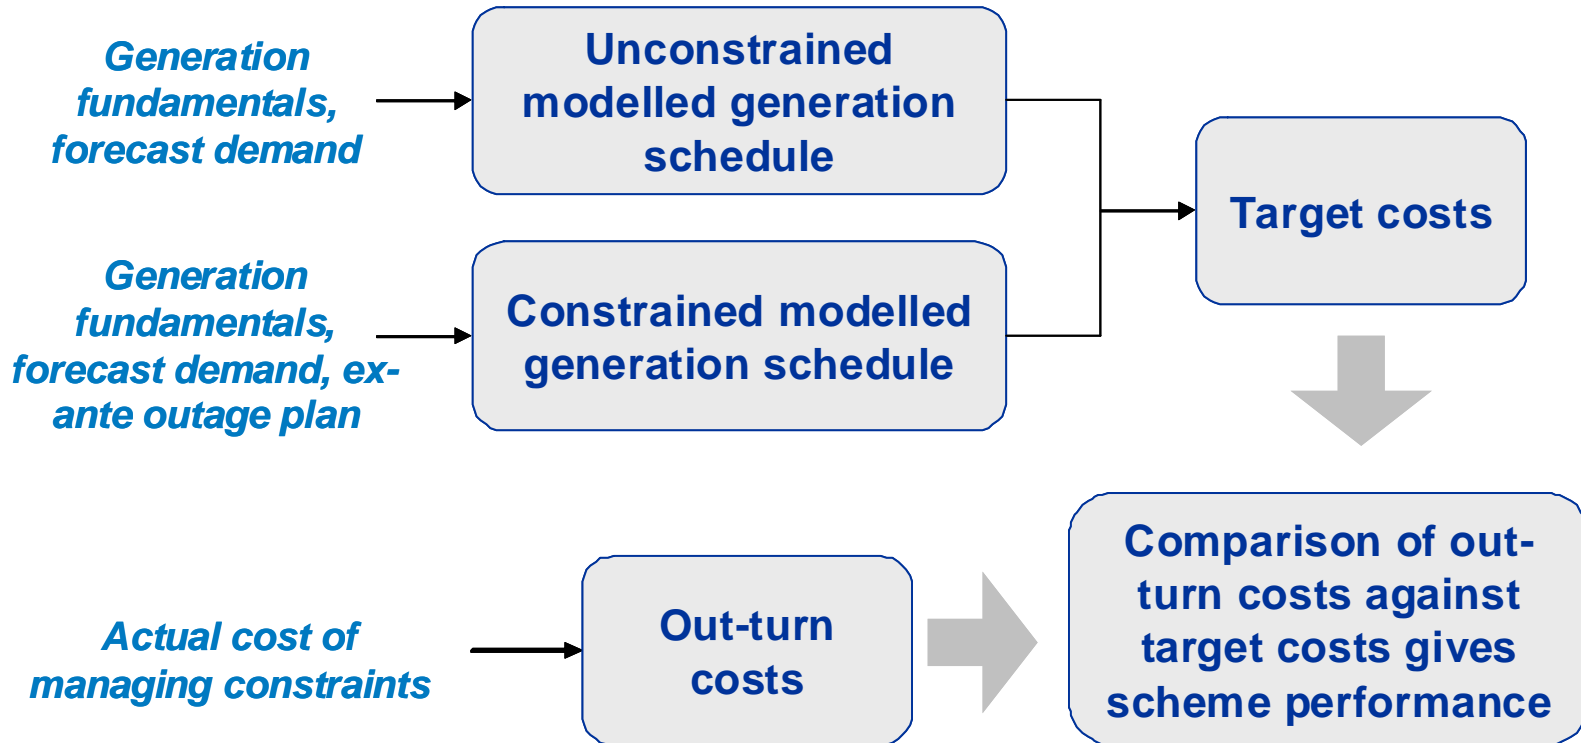 Generation
fundamentals,
forecast demand
Unconstrained
modelled generation
schedule
Target costs
Generation
fundamentals,
forecast demand, ex-
ante outage plan
Constrained modelled
generation schedule
Actual cost of
managing constraints
Out-turn
costs
Comparison of out-
turn costs against
target costs gives
scheme performance